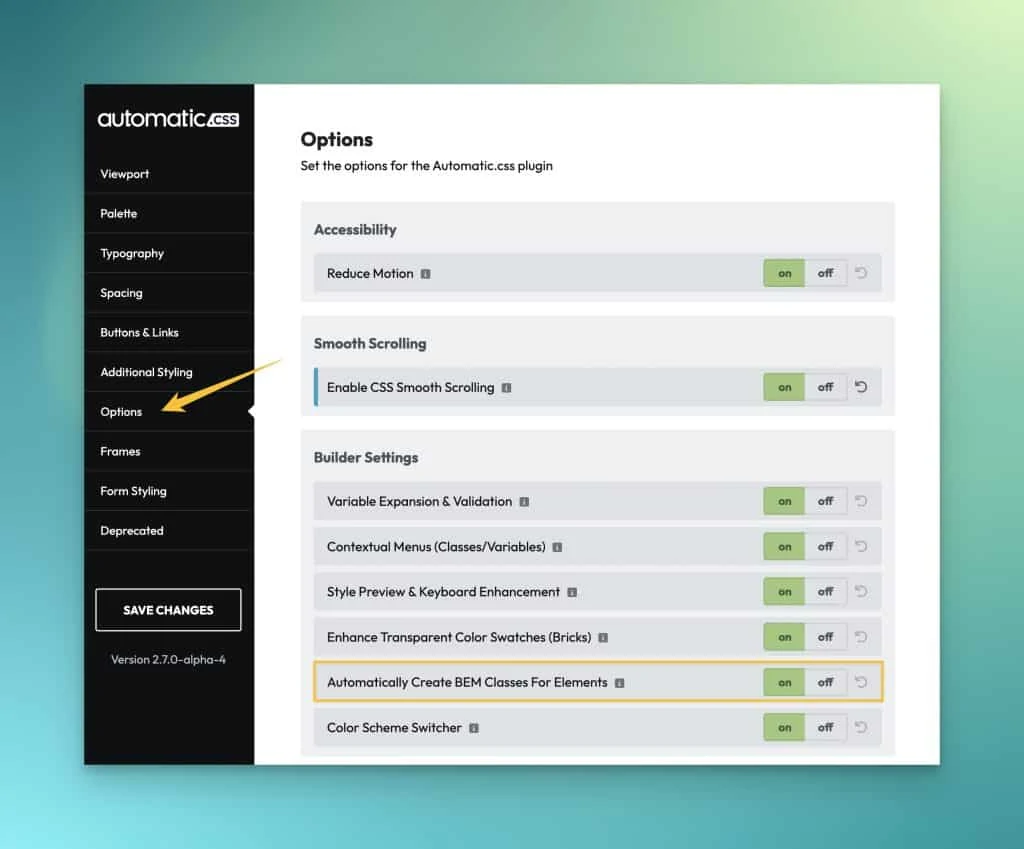 automatic.css
Viewport
Palette
Typography
Spacing
Buttons & Links
Additional Styling
Options
Frames
Form Styling
Deprecated
SAVE CHANGES
Version 2.7.0-alpha-4
Options
Set the options for the Automatic.css plugin
Accessibility
Reduce Motion i on off
Smooth Scrolling
Enable CSS Smooth Scrolling i on off
Builder Settings
Variable Expansion & Validation i on off
Contextual Menus (Classes/Variables) i on off
Style Preview & Keyboard Enhancement i on off
Enhance Transparent Color Swatches (Bricks) i on off
Automatically Create BEM Classes For Elements i on off
Color Scheme Switcher i on off